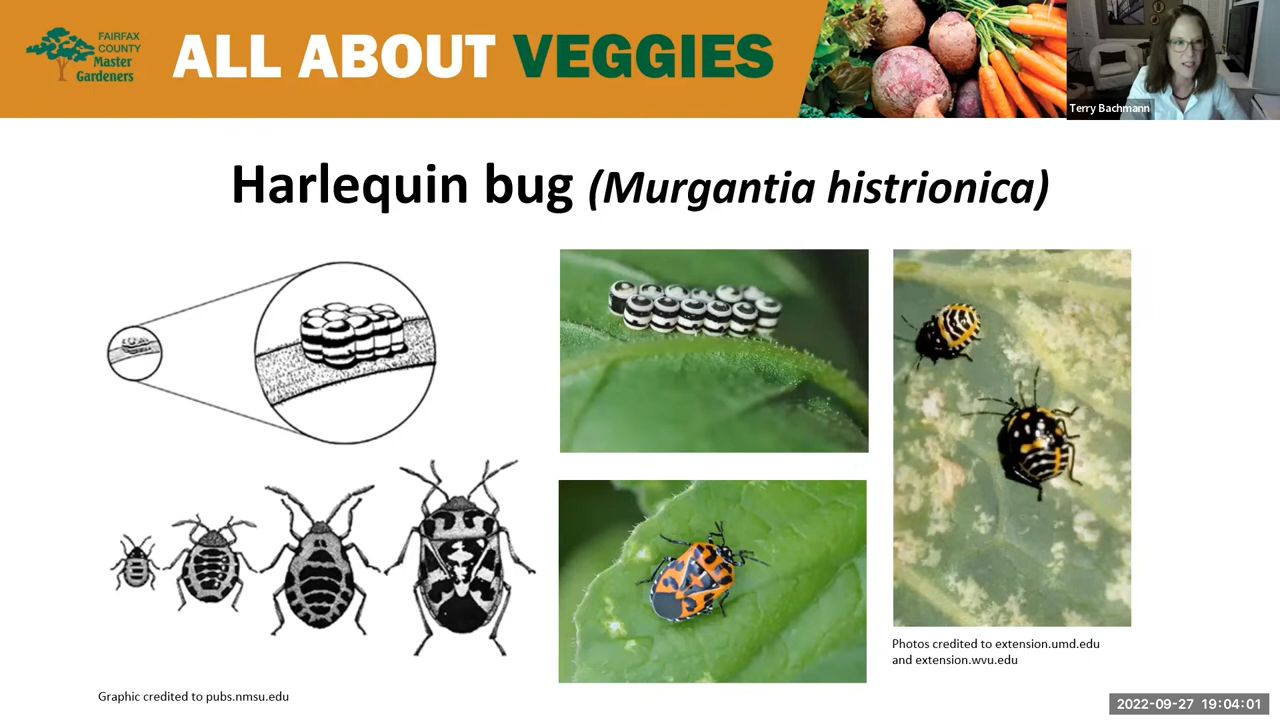 FAIRFAX
COUNTY
Master
Gardeners
ALL ABOUT VEGGIES
Terry Bachmann
Harlequin bug (Murgantia histrionica)
Photos credited to extension.umd.edu
and extension.wvu.edu
Graphic credited to pubs.nmsu.edu
2022-09-27 19:04:01